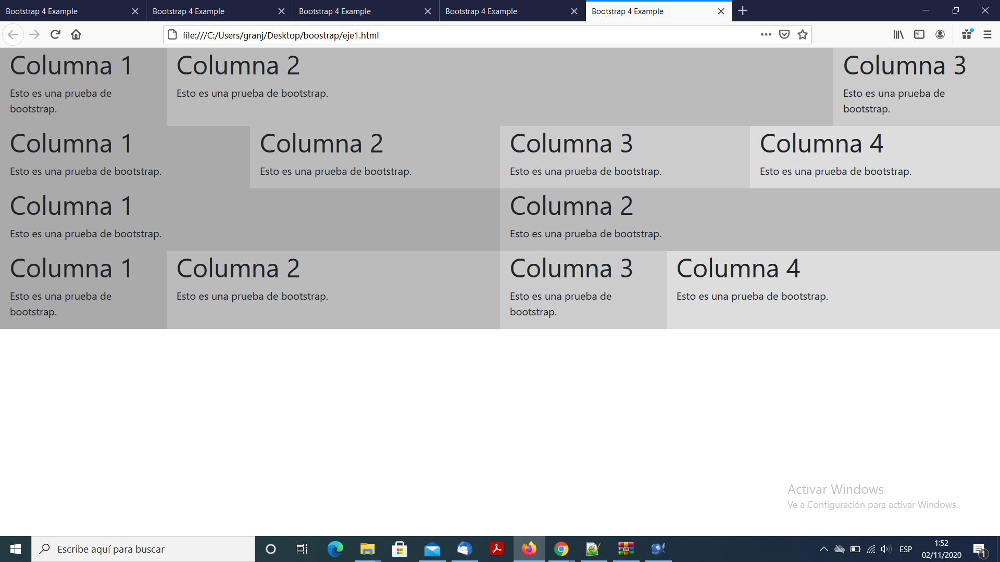 Bootstrap 4 Example
Bootstrap 4 Example
Bootstrap 4 Example
Bootstrap 4 Example
Bootstrap 4 Example
file:///C:/Users/granj/Desktop/boostrap/eje1.html
Columna 1
Esto es una prueba de
bootstrap.
Columna 2
Esto es una prueba de bootstrap.
Columna 3
Esto es una prueba de
bootstrap.
Columna 1
Esto es una prueba de bootstrap.
Columna 2
Esto es una prueba de bootstrap.
Columna 3
Esto es una prueba de bootstrap.
Columna 4
Esto es una prueba de bootstrap.
Columna 1
Esto es una prueba de bootstrap.
Columna 2
Esto es una prueba de bootstrap.
Columna 1
Esto es una prueba de
bootstrap.
Columna 2
Esto es una prueba de bootstrap.
Columna 3
Esto es una prueba de
bootstrap.
Columna 4
Esto es una prueba de bootstrap.
Activar Windows
Ve a Configuración para activar Windows.
Escribe aquí para buscar
ESP
1:52
02/11/2020
1